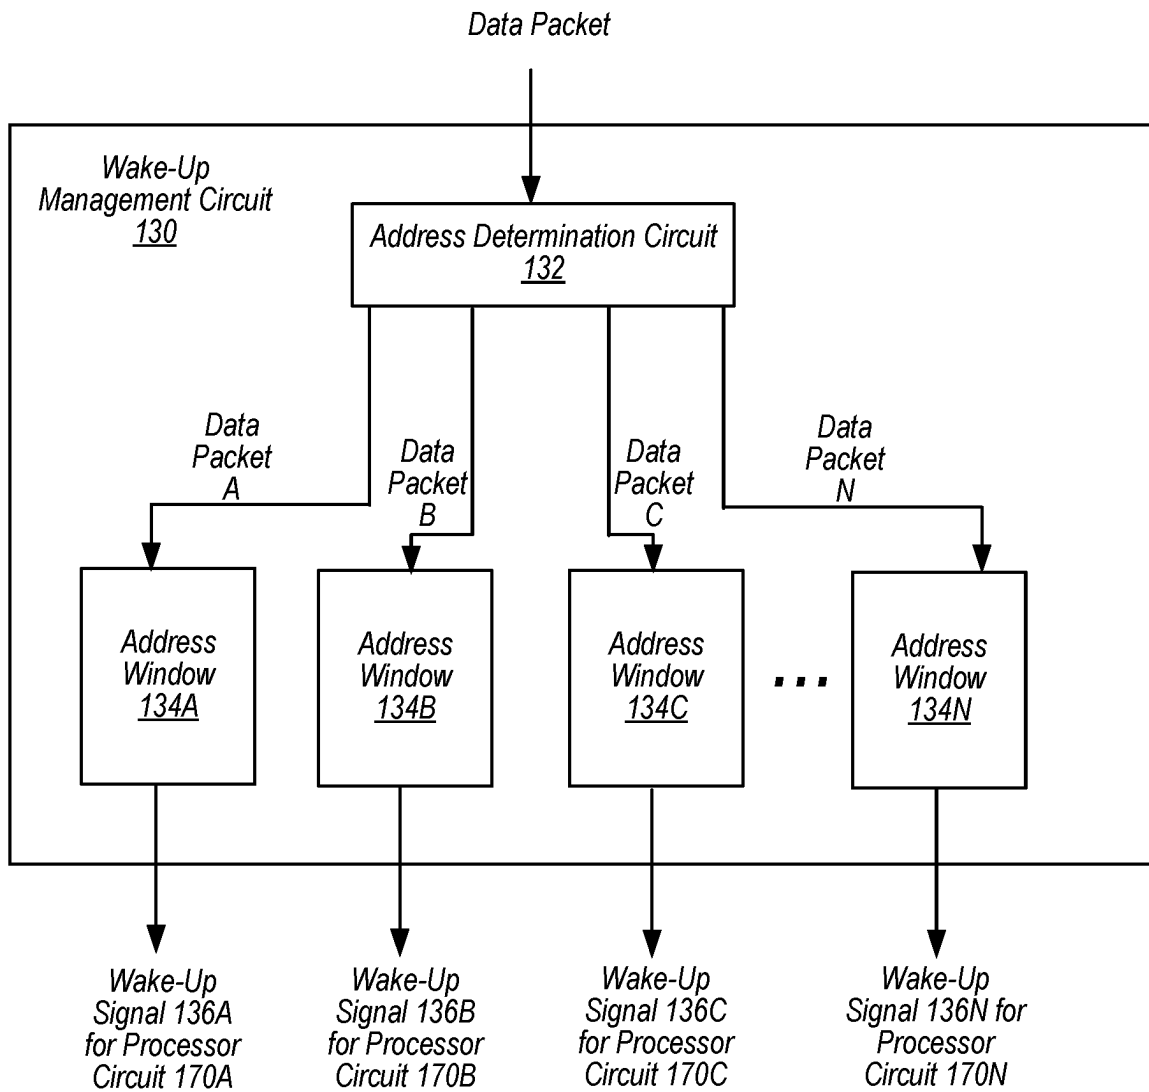 Data Packet
Wake-Up
Management Circuit
130
Address Determination Circuit
132
Data
Packet
A
Data
Packet
B
Data
Packet
C
Data
Packet
N
Address
Window
134A
Address
Window
134B
Address
Window
134C
...
Address
Window
134N
Wake-Up
Signal 136A
for Processor
Circuit 170A
Wake-Up
Signal 136B
for Processor
Circuit 170B
Wake-Up
Signal 136C
for Processor
Circuit 170C
Wake-Up
Signal 136N for
Processor
Circuit 170N